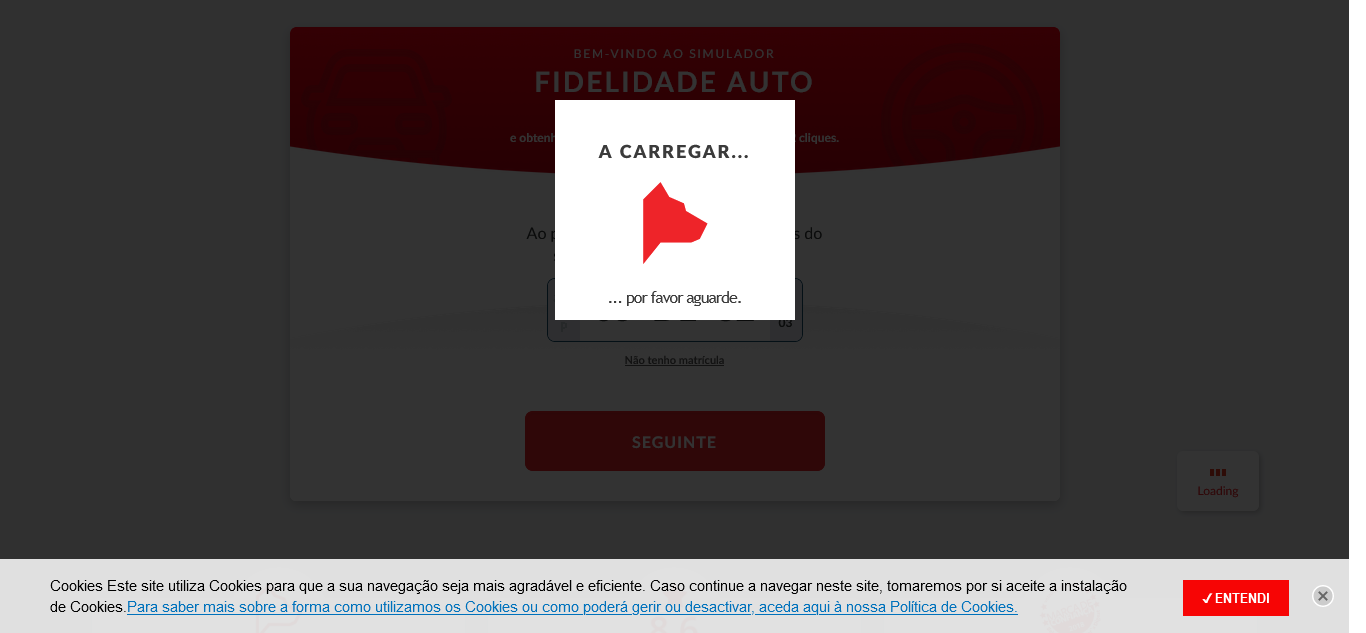 BEM-VINDO AO SIMULADOR
FIDELIDADE AUTO
e obtenh cliques.
A CARREGAR...
Ao s do
... por favor aguarde.
P 03
Não tenho matrícula
SEGUINTE
Loading
Cookies Este site utiliza Cookies para que a sua navegação seja mais agradável e eficiente. Caso continue a navegar neste site, tomaremos por si aceite a instalação
de Cookies.Para saber mais sobre a forma como utilizamos os Cookies ou como poderá gerir ou desactivar, aceda aqui à nossa Política de Cookies.
ENTENDI